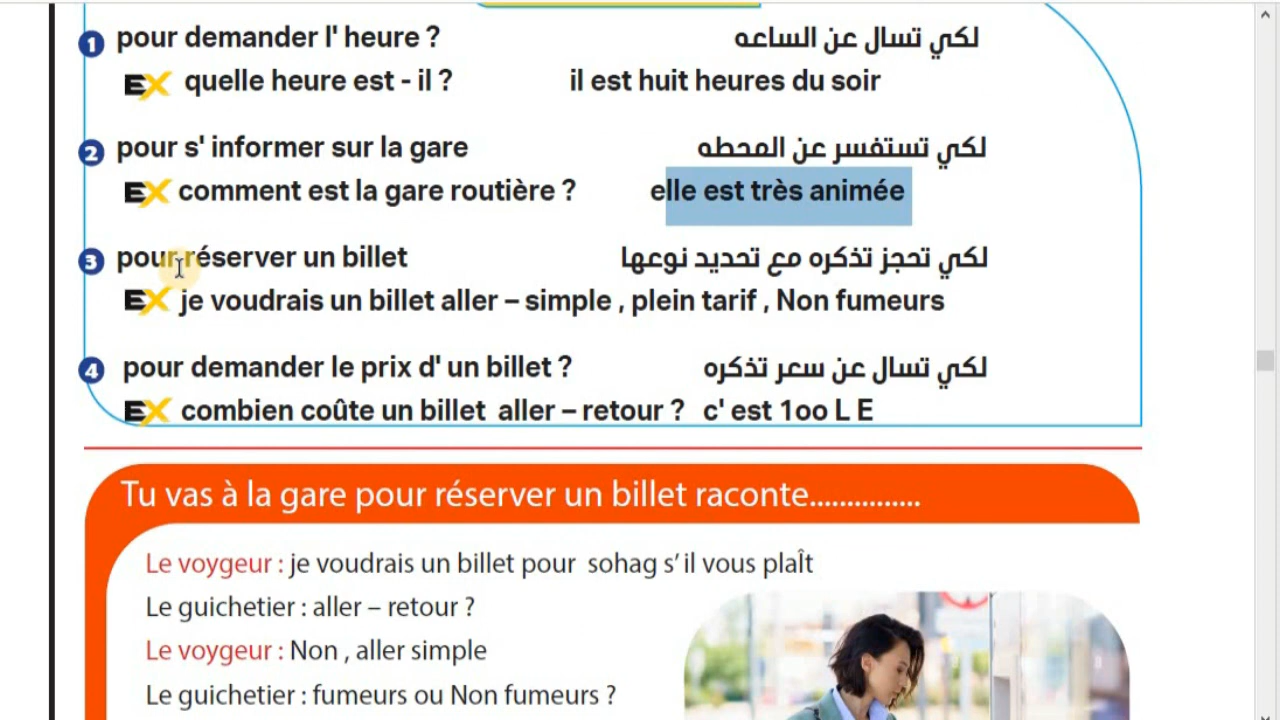 1 pour demander l' heure ? لكي تسال عن الساعه
EX quelle heure est - il ? il est huit heures du soir
2 pour s' informer sur la gare لكي تستفسر عن المحطه
EX comment est la gare routière ? elle est très animée
3 pour réserver un billet لكي تحجز تذكره مع تحديد نوعها
EX je voudrais un billet aller – simple , plein tarif , Non fumeurs
4 pour demander le prix d' un billet ? لكي تسال عن سعر تذكره
EX combien coûte un billet aller – retour ? c' est 1oo L E
Tu vas à la gare pour réserver un billet raconte...............
Le voygeur : je voudrais un billet pour sohag s' il vous plaÎt
Le guichetier : aller – retour ?
Le voygeur : Non , aller simple
Le guichetier : fumeurs ou Non fumeurs ?